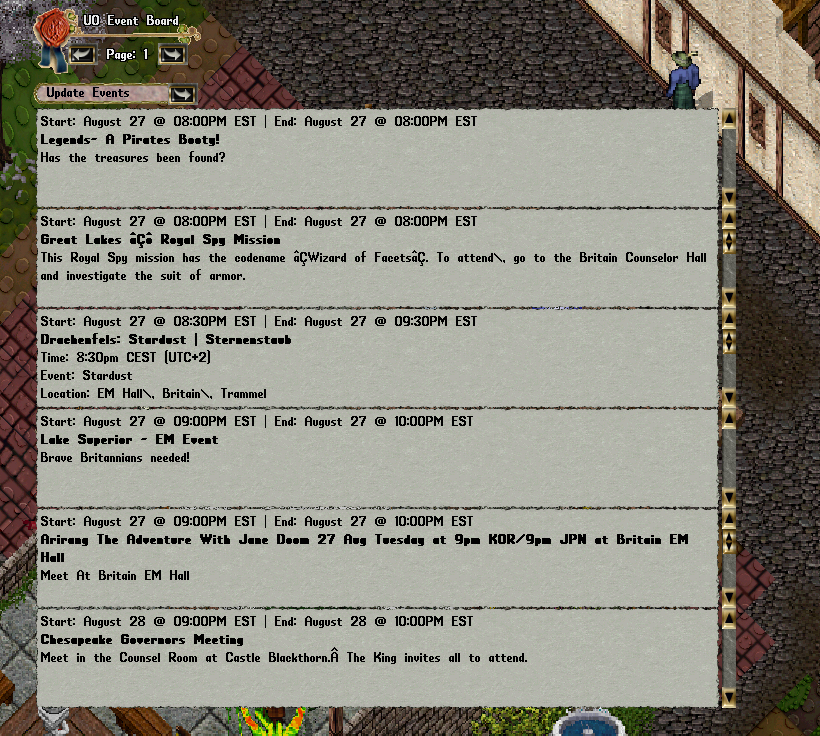 UO Event Board
Page: 1
Update Events
Start: August 27 @ 08:00PM EST | End: August 27 @ 08:00PM EST
Legends- A Pirates Booty!
Has the treasures been found?
Start: August 27 @ 08:00PM EST | End: August 27 @ 08:00PM EST
Great Lakes âÇô Royal Spy Mission
This Royal Spy mission has the codename âÇWizard of FacetsâÇ. To attend\, go to the Britain Counselor Hall
and investigate the suit of armor.
Start: August 27 @ 08:30PM EST | End: August 27 @ 09:30PM EST
Drachenfels: Stardust | Sternenstaub
Time: 8:30pm CEST (UTC+2)
Event: Stardust
Location: EM Hall\, Britain\, Trammel
Start: August 27 @ 09:00PM EST | End: August 27 @ 10:00PM EST
Lake Superior - EM Event
Brave Britannians needed!
Start: August 27 @ 09:00PM EST | End: August 27 @ 10:00PM EST
Arirang The Adventure With Jane Doom 27 Aug Tuesday at 9pm KOR/9pm JPN at Britain EM
Hall
Meet At Britain EM Hall
Start: August 28 @ 09:00PM EST | End: August 28 @ 10:00PM EST
Chesapeake Governors Meeting
Meet in the Counsel Room at Castle Blackthorn.Â The King invites all to attend.